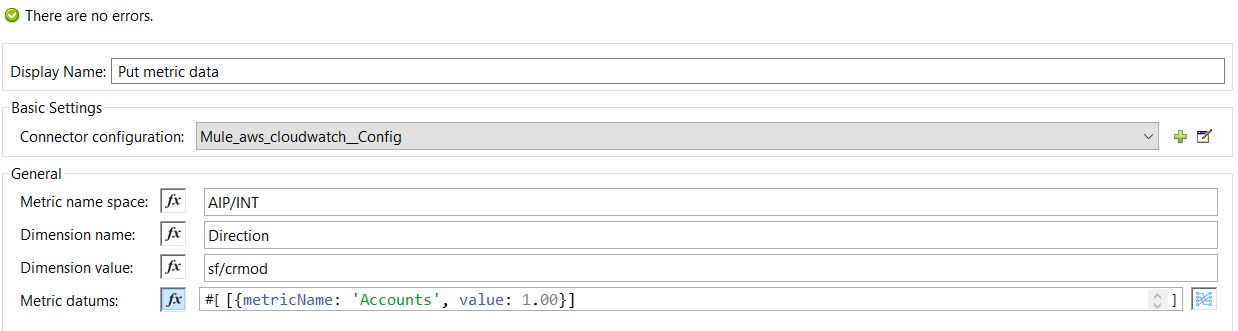 There are no errors.
Display Name: Put metric data
Basic Settings
Connector configuration: Mule_aws_cloudwatch__Config
General
Metric name space: fx AIP/INT
Dimension name: fx Direction
Dimension value: fx sf/crmod
Metric datums: fx #[ [{metricName: 'Accounts', value: 1.00}] ]